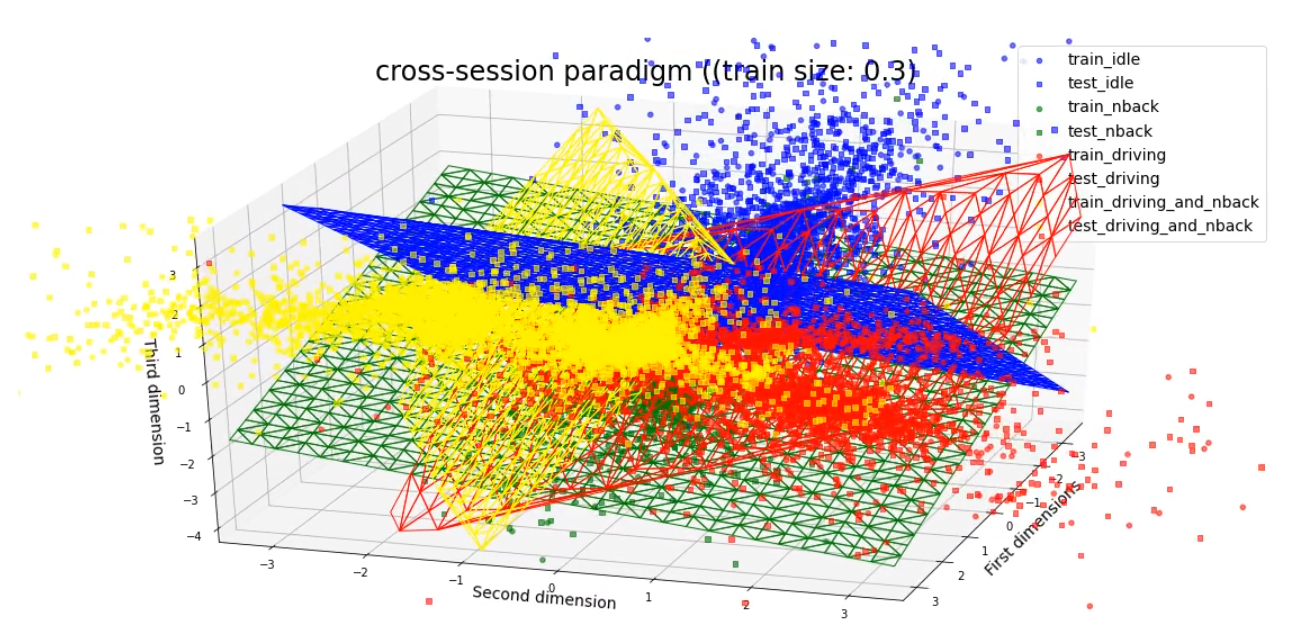 cross-session paradigm ((train size: 0.3)
train_idle
test_idle
train_nback
test_nback
train_driving
test_driving
train_driving_and_nback
test_driving_and_nback
Third dimension
3
2
1
0
−1
−2
−3
−4
−3
−2
−1
0
1
2
3
Second dimension
−3
−2
−1
0
1
2
3
First dimensions